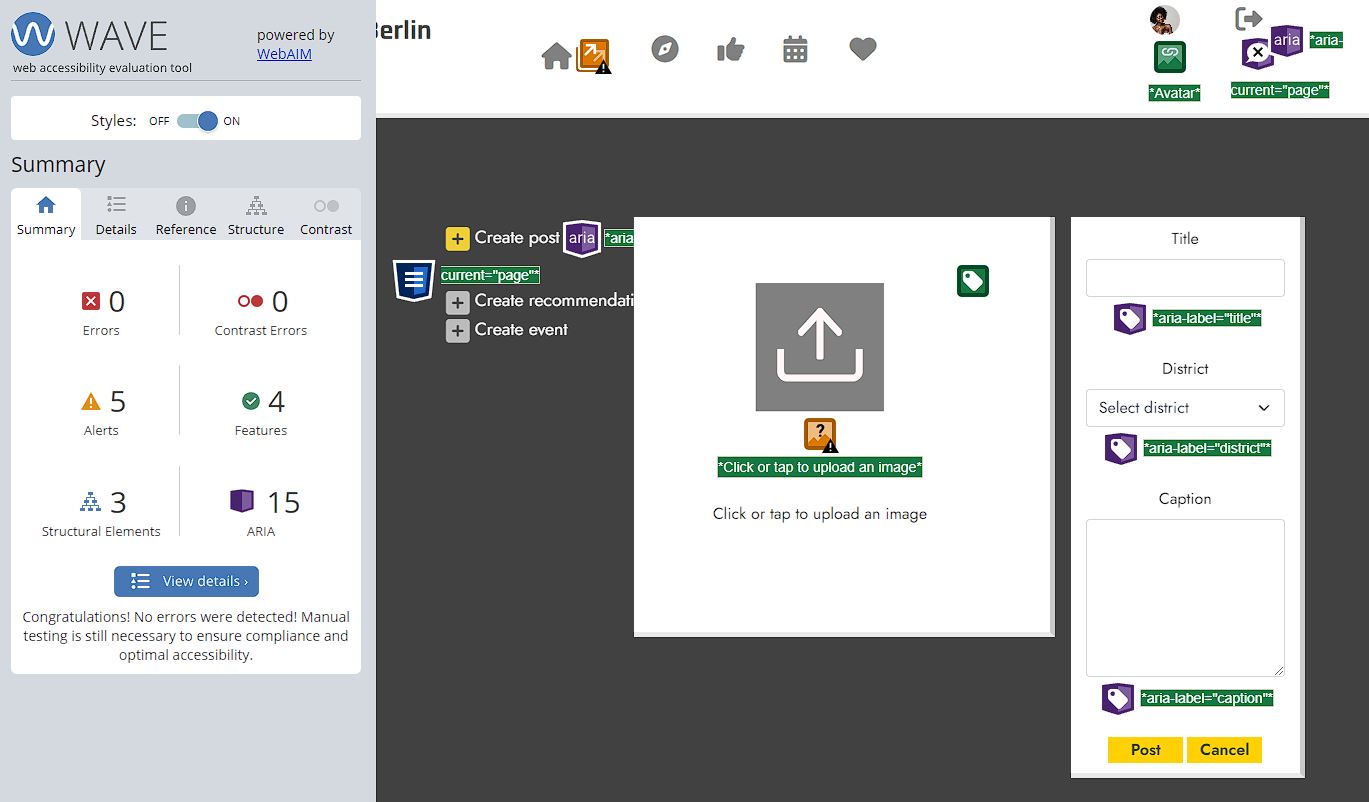 WAVE
web accessibility evaluation tool
powered by
WebAIM
Styles: OFF ON
Summary
Summary Details Reference Structure Contrast
0
Errors
0
Contrast Errors
5
Alerts
4
Features
3
Structural Elements
15
ARIA
View details ›
Congratulations! No errors were detected! Manual
testing is still necessary to ensure compliance and
optimal accessibility.
Berlin
*Avatar*
aria *aria-
current="page"*
Create post aria *aria
current="page"*
Create recommendati
Create event
*Click or tap to upload an image*
Click or tap to upload an image
Title
*aria-label="title"*
District
Select district
*aria-label="district"*
Caption
*aria-label="caption"*
Post Cancel